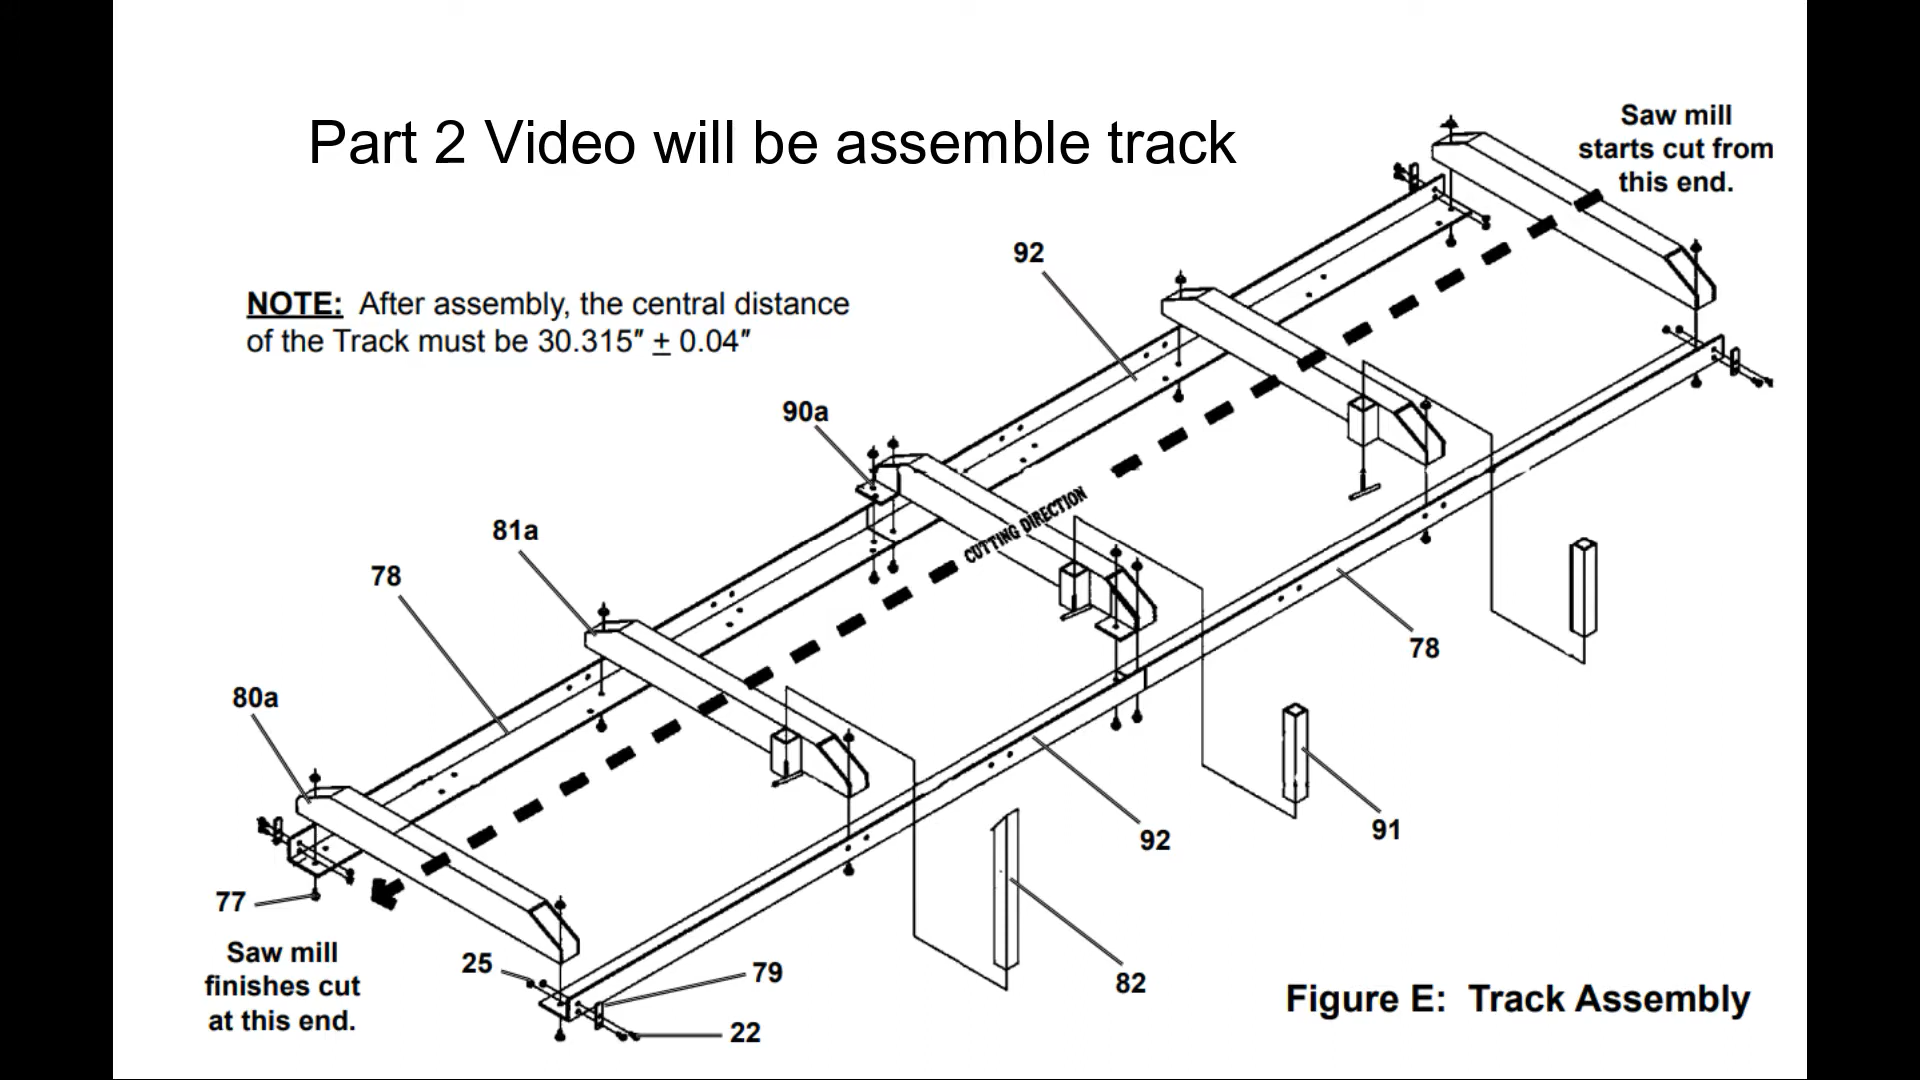 Part 2 Video will be assemble track
Saw mill
starts cut from
this end.
NOTE: After assembly, the central distance
of the Track must be 30.315″ ± 0.04″
92
90a
81a
78
80a
CUTTING DIRECTION
78
91
92
82
77
Saw mill
finishes cut
at this end.
25
79
22
Figure E: Track Assembly